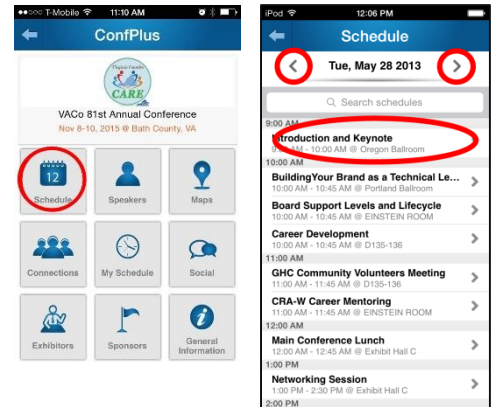 T-Mobile 11:10 AM
ConfPlus
CARE
VACo 81st Annual Conference
Nov 8-10, 2015 @ Bath County, VA
12
Schedule
Speakers
Maps
Connections
My Schedule
Social
Exhibitors
Sponsors
General
Information
iPod 12:06 PM
Schedule
Tue, May 28 2013
Search schedules
9:00 AM
Introduction and Keynote
AM - 10:00 AM @ Oregon Ballroom
10:00 AM
BuildingYour Brand as a Technical Le...
10:00 AM - 10:45 AM @ Portland Ballroom
Board Support Levels and Lifecycle
10:00 AM - 10:45 AM @ EINSTEIN ROOM
Career Development
10:00 AM - 10:45 AM @ D135-136
11:00 AM
GHC Community Volunteers Meeting
11:00 AM - 11:45 AM @ D135-136
CRA-W Career Mentoring
11:00 AM - 11:45 AM @ EINSTEIN ROOM
12:00 AM
Main Conference Lunch
12:00 AM - 12:45 AM @ Exhibit Hall C
1:00 PM
Networking Session
1:00 PM - 2:30 PM @ Exhibit Hall C
2:00 PM